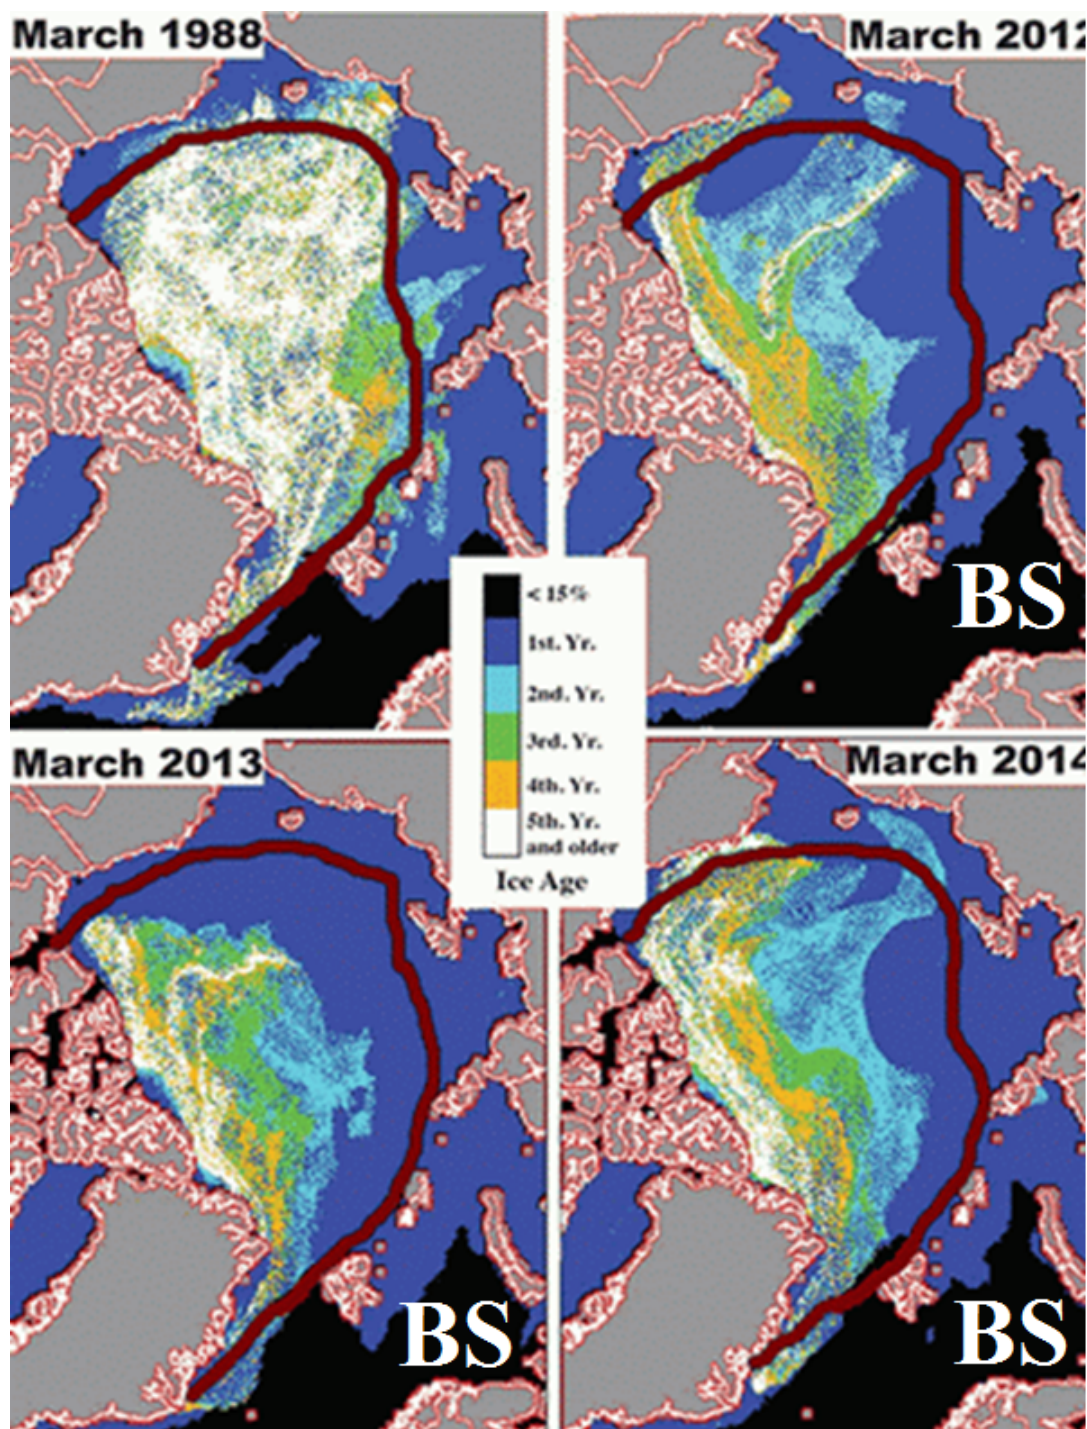 March 1988
March 2012
< 15%
1st. Yr.
2nd. Yr.
3rd. Yr.
4th. Yr.
5th. Yr.
and older
Ice Age
BS
March 2013
March 2014
BS
BS